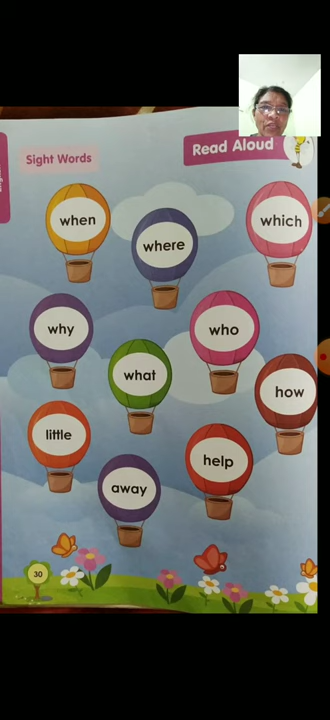 Sight Words
Read Aloud
when
where
which
why
who
what
how
little
help
away
30